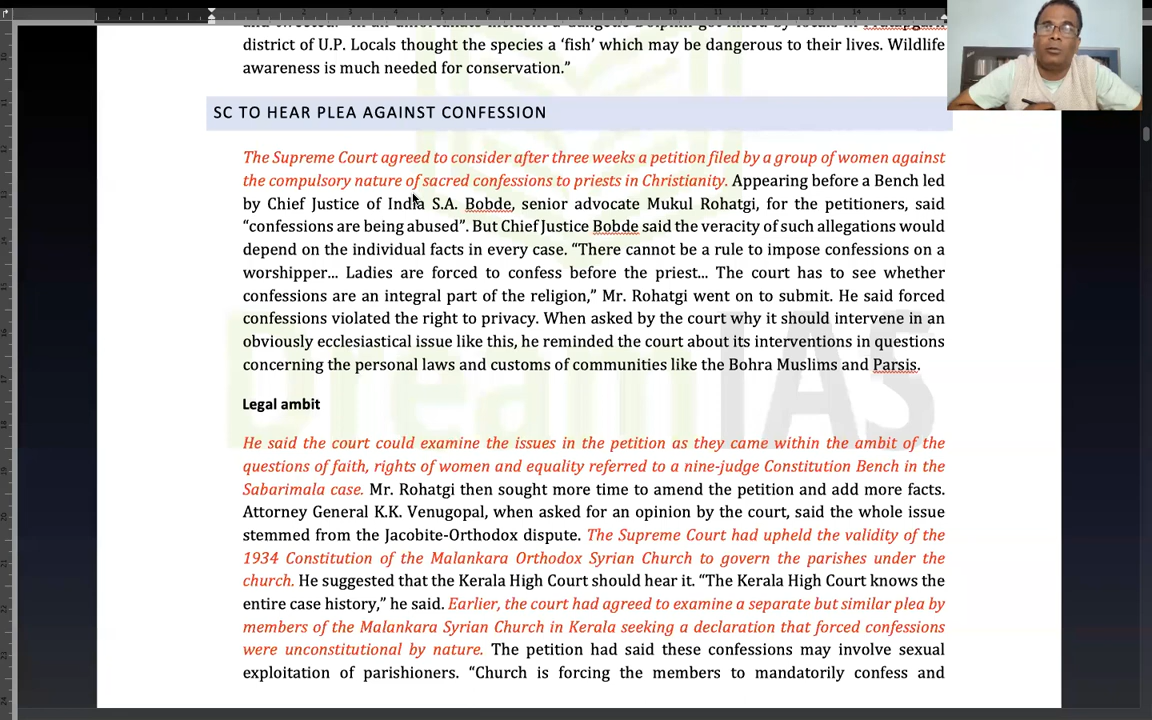 district of U.P. Locals thought the species a ‘fish’ which may be dangerous to their lives. Wildlife
awareness is much needed for conservation.”
SC TO HEAR PLEA AGAINST CONFESSION
The Supreme Court agreed to consider after three weeks a petition filed by a group of women against
the compulsory nature of sacred confessions to priests in Christianity. Appearing before a Bench led
by Chief Justice of India S.A. Bobde, senior advocate Mukul Rohatgi, for the petitioners, said
“confessions are being abused”. But Chief Justice Bobde said the veracity of such allegations would
depend on the individual facts in every case. “There cannot be a rule to impose confessions on a
worshipper... Ladies are forced to confess before the priest... The court has to see whether
confessions are an integral part of the religion,” Mr. Rohatgi went on to submit. He said forced
confessions violated the right to privacy. When asked by the court why it should intervene in an
obviously ecclesiastical issue like this, he reminded the court about its interventions in questions
concerning the personal laws and customs of communities like the Bohra Muslims and Parsis.
Legal ambit
He said the court could examine the issues in the petition as they came within the ambit of the
questions of faith, rights of women and equality referred to a nine-judge Constitution Bench in the
Sabarimala case. Mr. Rohatgi then sought more time to amend the petition and add more facts.
Attorney General K.K. Venugopal, when asked for an opinion by the court, said the whole issue
stemmed from the Jacobite-Orthodox dispute. The Supreme Court had upheld the validity of the
1934 Constitution of the Malankara Orthodox Syrian Church to govern the parishes under the
church. He suggested that the Kerala High Court should hear it. “The Kerala High Court knows the
entire case history,” he said. Earlier, the court had agreed to examine a separate but similar plea by
members of the Malankara Syrian Church in Kerala seeking a declaration that forced confessions
were unconstitutional by nature. The petition had said these confessions may involve sexual
exploitation of parishioners. “Church is forcing the members to mandatorily confess and
DreamIAS